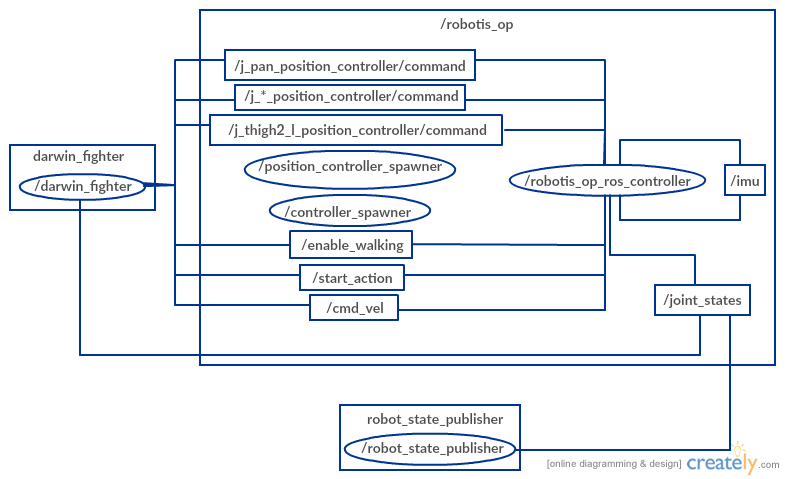 /robotis_op
/j_pan_position_controller/command
/j_*_position_controller/command
/j_thigh2_l_position_controller/command
darwin_fighter
/darwin_fighter
/position_controller_spawner
/robotis_op_ros_controller
/imu
/controller_spawner
/enable_walking
/start_action
/cmd_vel
/joint_states
robot_state_publisher
/robot_state_publisher
[online diagramming & design] creately.com